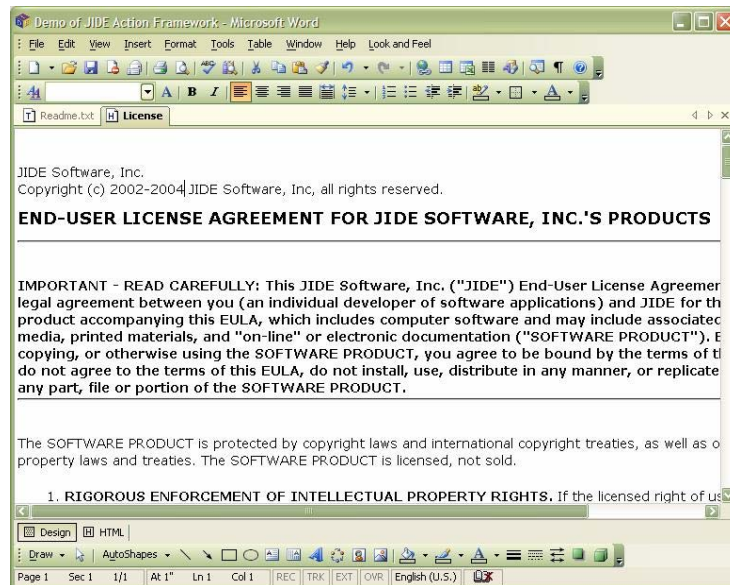 Demo of JIDE Action Framework - Microsoft Word
File Edit View Insert Format Tools Table Window Help Look and Feel
Readme.txt License
JIDE Software, Inc.
Copyright (c) 2002-2004 JIDE Software, Inc, all rights reserved.
END-USER LICENSE AGREEMENT FOR JIDE SOFTWARE, INC.'S PRODUCTS
IMPORTANT - READ CAREFULLY: This JIDE Software, Inc. ("JIDE") End-User License Agreemer
legal agreement between you (an individual developer of software applications) and JIDE for th
product accompanying this EULA, which includes computer software and may include associated
media, printed materials, and "on-line" or electronic documentation ("SOFTWARE PRODUCT"). E
copying, or otherwise using the SOFTWARE PRODUCT, you agree to be bound by the terms of t
do not agree to the terms of this EULA, do not install, use, distribute in any manner, or replicate
any part, file or portion of the SOFTWARE PRODUCT.
The SOFTWARE PRODUCT is protected by copyright laws and international copyright treaties, as well as o
property laws and treaties. The SOFTWARE PRODUCT is licensed, not sold.
1. RIGOROUS ENFORCEMENT OF INTELLECTUAL PROPERTY RIGHTS. If the licensed right of us
Design HTML
Draw AutoShapes
Page 1 Sec 1 1/1 At 1" Ln 1 Col 1 REC TRK EXT OVR English (U.S.)